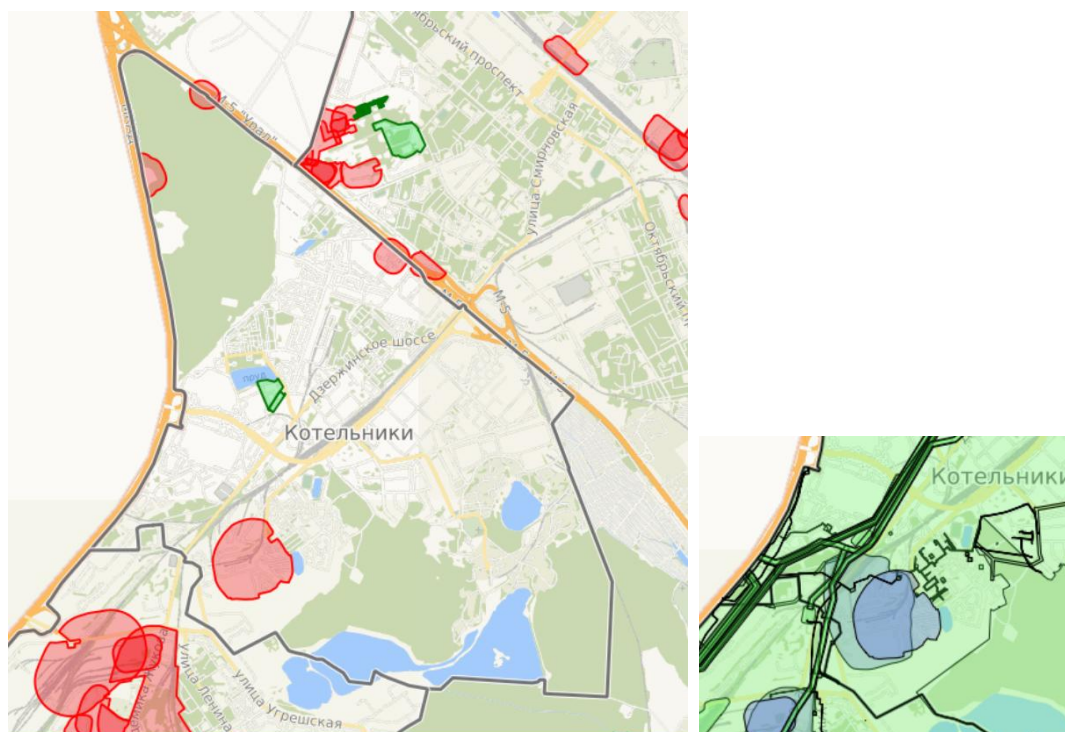 Октябрьский проспект
М-5 "Урал"
улица Смирновская
Октябрьский п
М-5
Дзержинское шоссе
пруд
Котельники
улица Ленина
улица Угрешская
Котельники